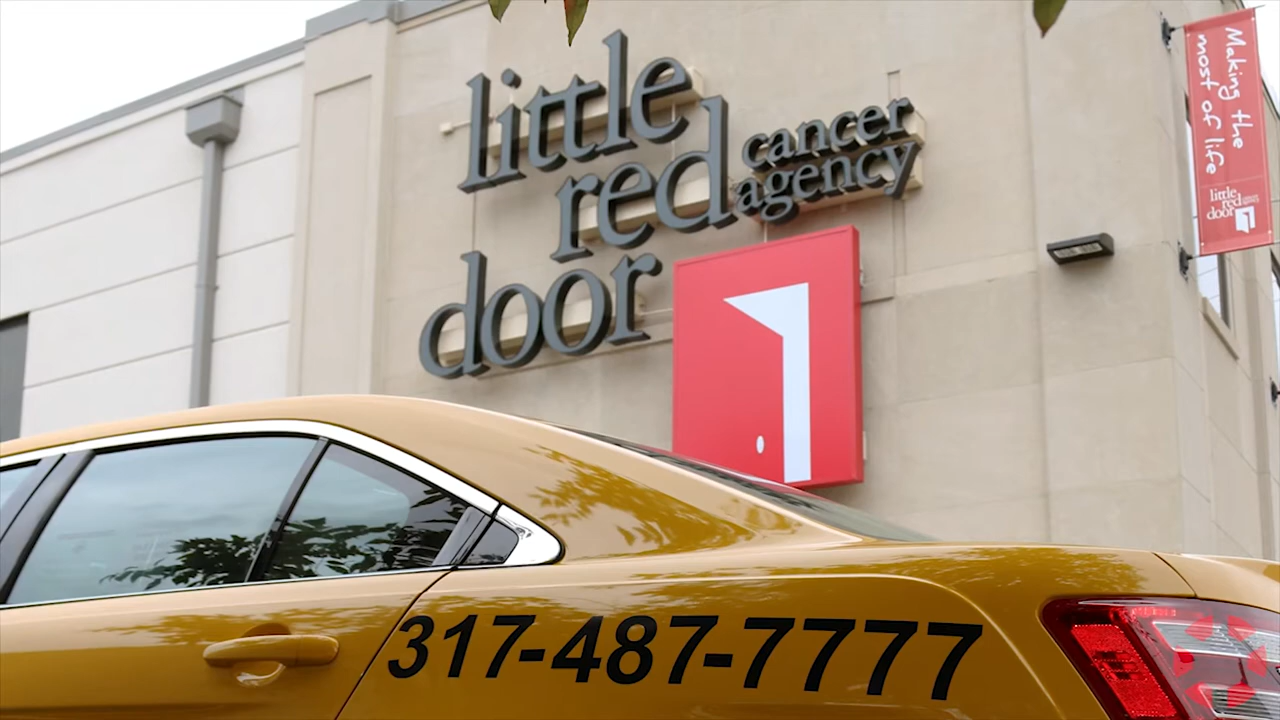 little
red
door
cancer
agency
Making the
most of life
little
red
door
317-487-7777